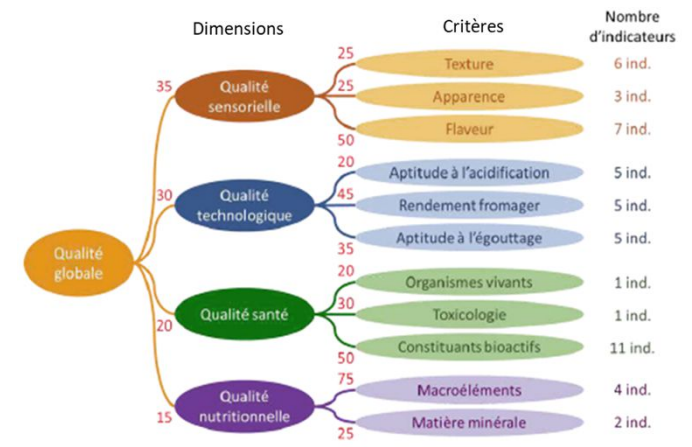 Dimensions
Critères
Nombre
d'indicateurs
25
Texture
6 ind.
35
Qualité
sensorielle
25
Apparence
3 ind.
50
Flaveur
7 ind.
20
Aptitude à l'acidification
5 ind.
30
Qualité
technologique
45
Rendement fromager
5 ind.
35
Aptitude à l'égouttage
5 ind.
Qualité
globale
20
Organismes vivants
1 ind.
20
Qualité santé
30
Toxicologie
1 ind.
50
Constituants bioactifs
11 ind.
75
Macroéléments
4 ind.
15
Qualité
nutritionnelle
25
Matière minérale
2 ind.